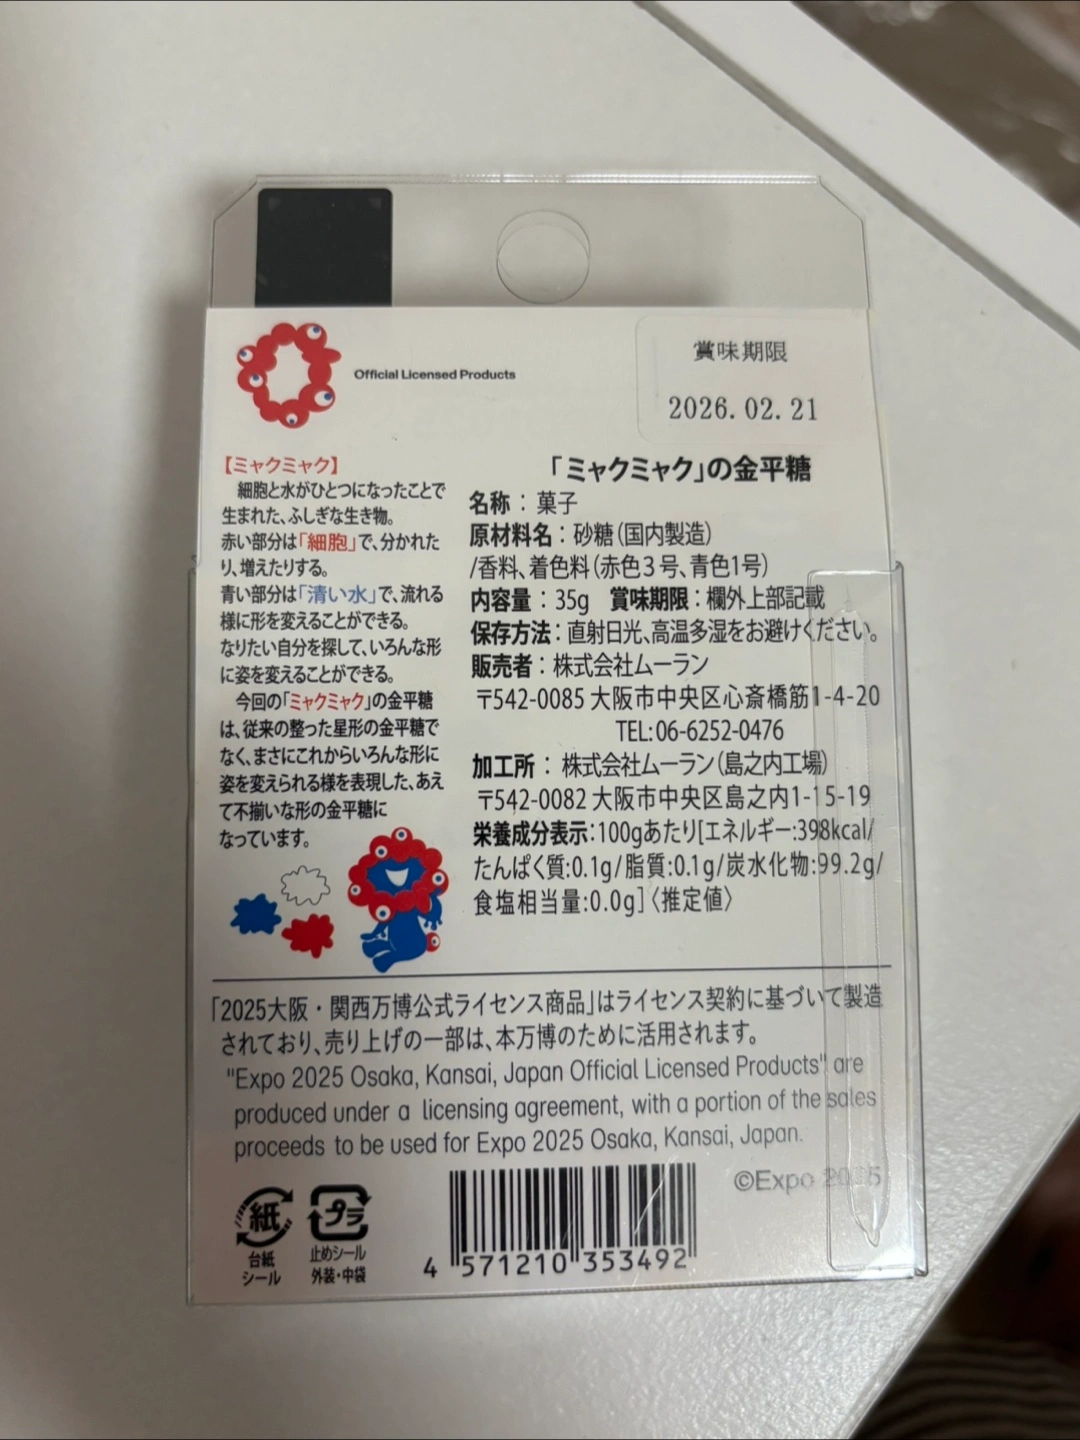 Official Licensed Products
賞味期限
2026.02.21
【ミャクミャク】
細胞と水がひとつになったことで
生まれた、ふしぎな生き物。
赤い部分は「細胞」で、分かれた
り、増えたりする。
青い部分は「清い水」で、流れる
様に形を変えることができる。
なりたい自分を探して、いろんな形
に姿を変えることができる。
今回の「ミャクミャク」の金平糖
は、従来の整った星形の金平糖で
なく、まさにこれからいろんな形に
姿を変えられる様を表現した、あえ
て不揃いな形の金平糖に
なっています。
「ミャクミャク」の金平糖
名称：菓子
原材料名：砂糖（国内製造）
/香料、着色料（赤色3号、青色1号）
内容量：35g 賞味期限：欄外上部記載
保存方法：直射日光、高温多湿をお避けください。
販売者：株式会社ムーラン
〒542-0085 大阪市中央区心斎橋筋1-4-20
TEL:06-6252-0476
加工所：株式会社ムーラン（島之内工場）
〒542-0082 大阪市中央区島之内1-15-19
栄養成分表示：100gあたり[エネルギー:398kcal/
たんぱく質:0.1g/脂質:0.1g/炭水化物:99.2g/
食塩相当量:0.0g]〈推定値〉
「2025大阪・関西万博公式ライセンス商品」はライセンス契約に基づいて製造
されており、売り上げの一部は、本万博のために活用されます。
"Expo 2025 Osaka, Kansai, Japan Official Licensed Products" are
produced under a licensing agreement, with a portion of the sales
proceeds to be used for Expo 2025 Osaka, Kansai, Japan.
©Expo 2025
紙
台紙
シール
プラ
止めシール
外装・中袋
4 571210 353492